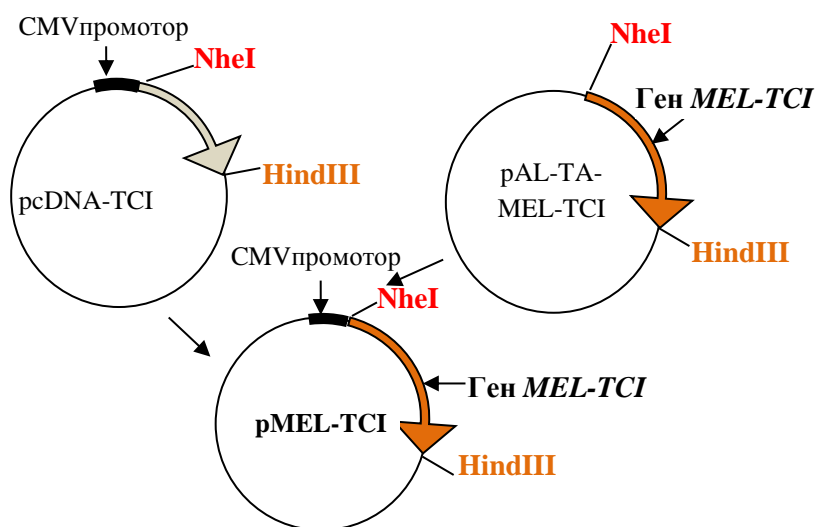 CMVпромотор
NheI
HindIII
pcDNA-TCI
NheI
Ген MEL-TCI
pAL-TA-
MEL-TCI
HindIII
CMVпромотор
NheI
Ген MEL-TCI
pMEL-TCI
HindIII